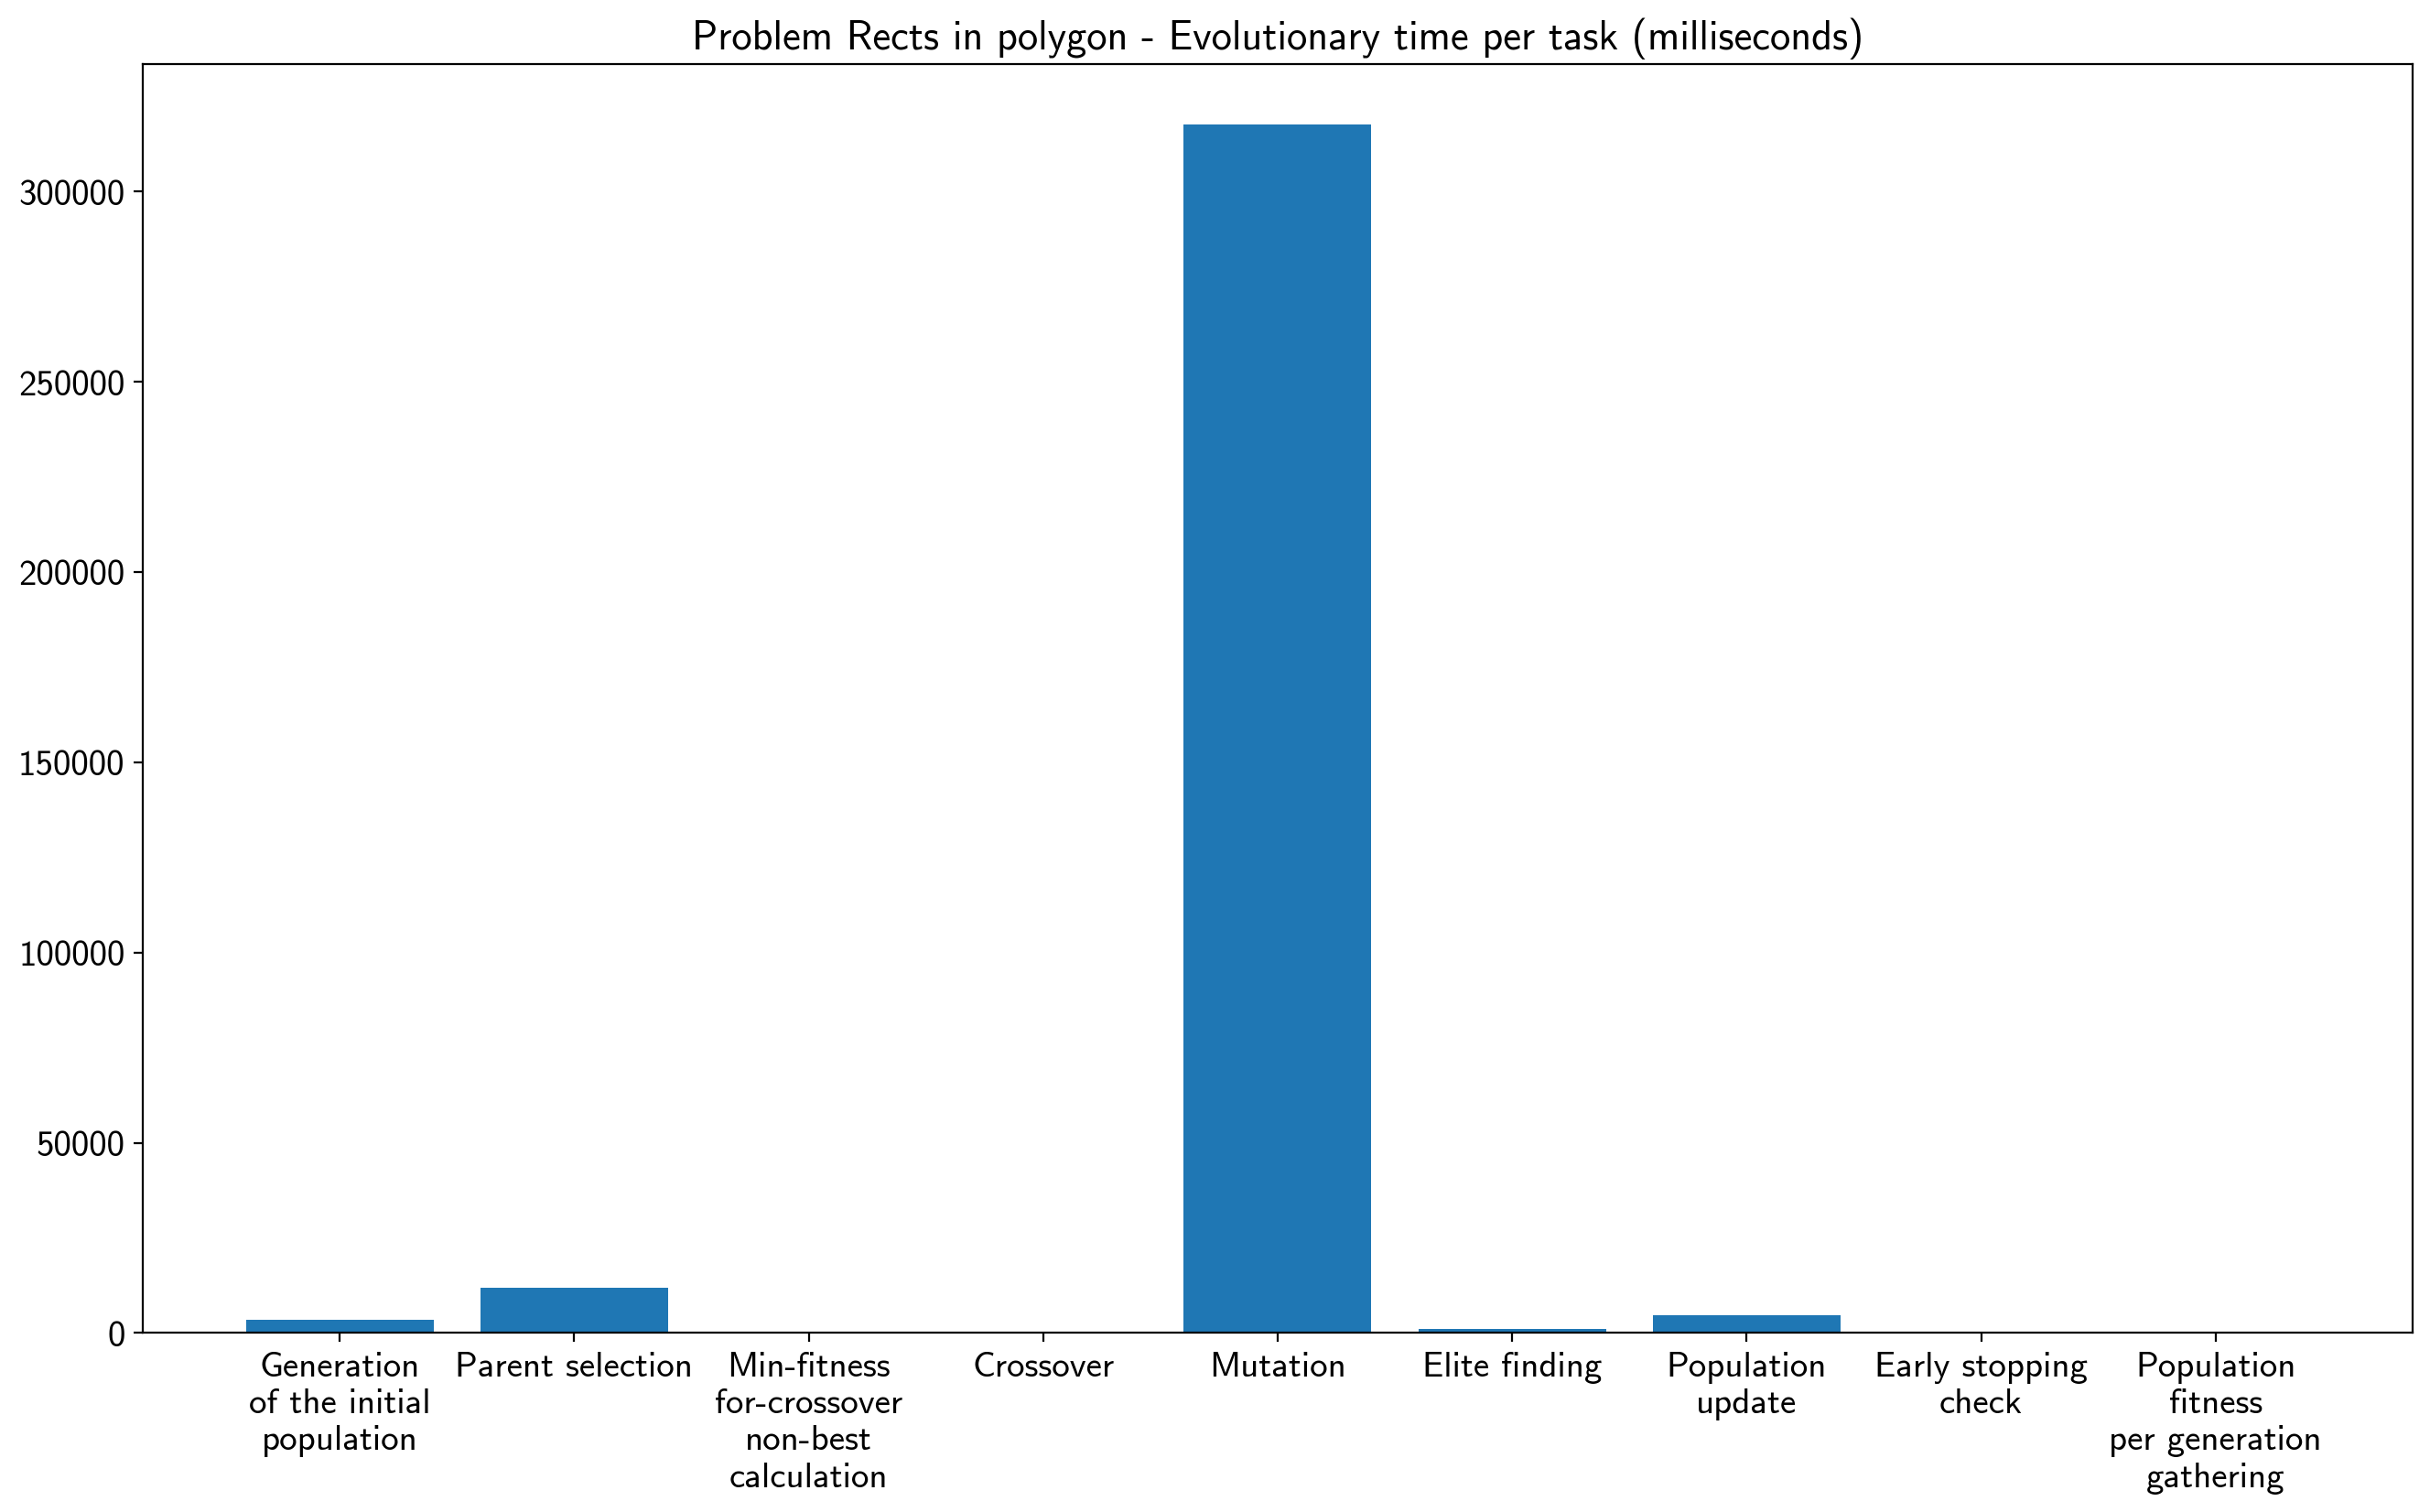 Problem Rects in polygon - Evolutionary time per task (milliseconds)
300000
250000
200000
150000
100000
50000
0
Generation
of the initial
population
Parent selection
Min-fitness
for-crossover
non-best
calculation
Crossover
Mutation
Elite finding
Population
update
Early stopping
check
Population
fitness
per generation
gathering